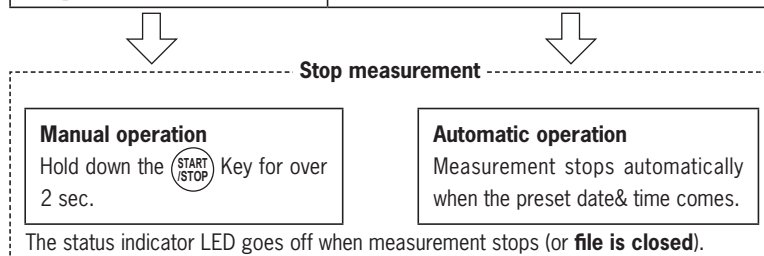 Stop measurement
Manual operation
Hold down the START /STOP Key for over
2 sec.
Automatic operation
Measurement stops automatically
when the preset date& time comes.
The status indicator LED goes off when measurement stops (or file is closed).